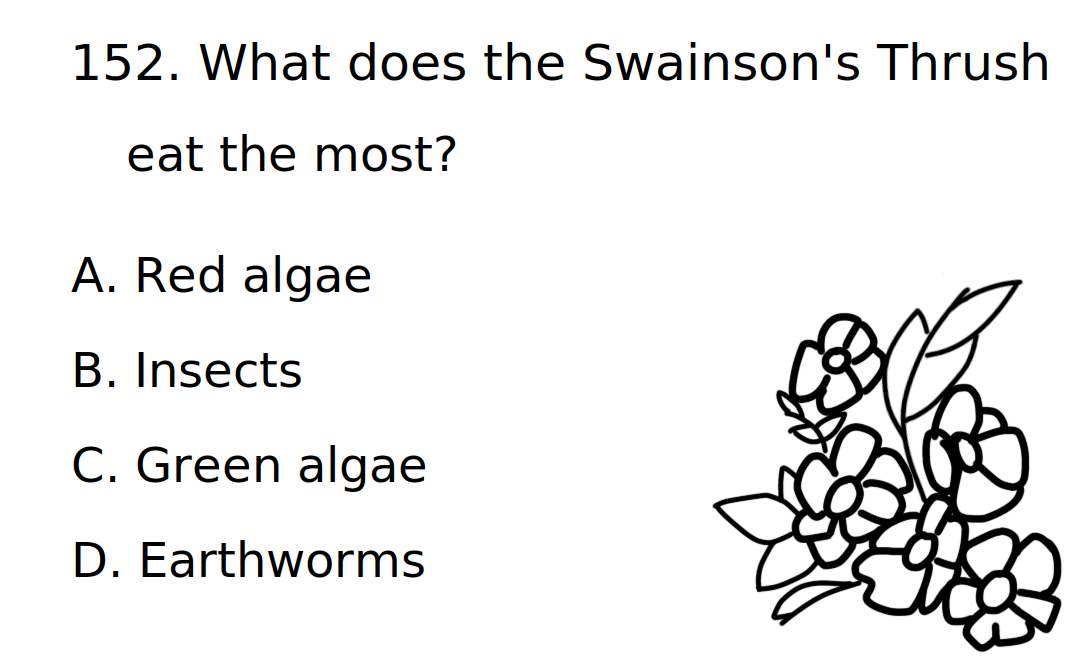 152. What does the Swainson's Thrush
eat the most?
A. Red algae
B. Insects
C. Green algae
D. Earthworms